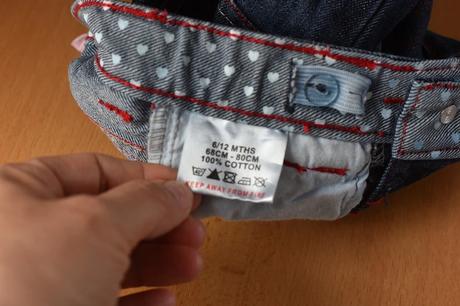 6/12 MTHS
68CM - 80CM
100% COTTON
KEEP AWAY FROM FIRE